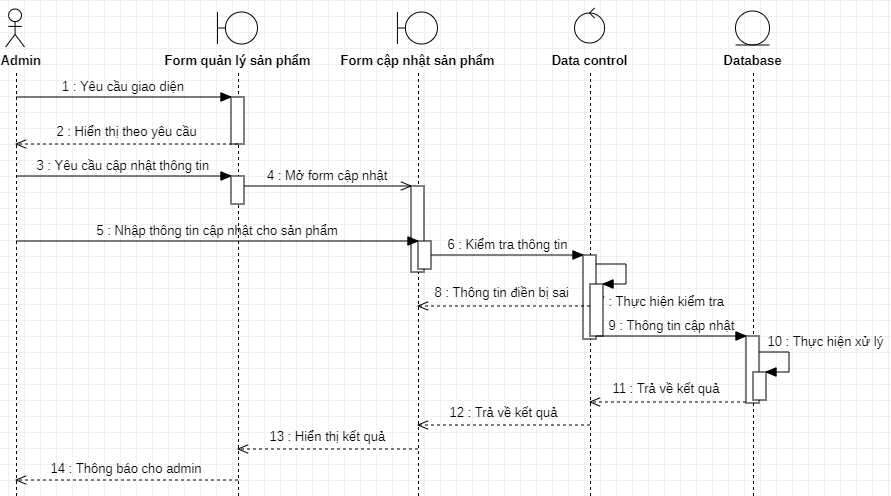 Admin
Form quản lý sản phẩm
Form cập nhật sản phẩm
Data control
Database
1 : Yêu cầu giao diện
2 : Hiển thị theo yêu cầu
3 : Yêu cầu cập nhật thông tin
4 : Mở form cập nhật
5 : Nhập thông tin cập nhật cho sản phẩm
6 : Kiểm tra thông tin
8 : Thông tin điền bị sai
: Thực hiện kiểm tra
9 : Thông tin cập nhật
10 : Thực hiện xử lý
11 : Trả về kết quả
12 : Trả về kết quả
13 : Hiển thị kết quả
14 : Thông báo cho admin